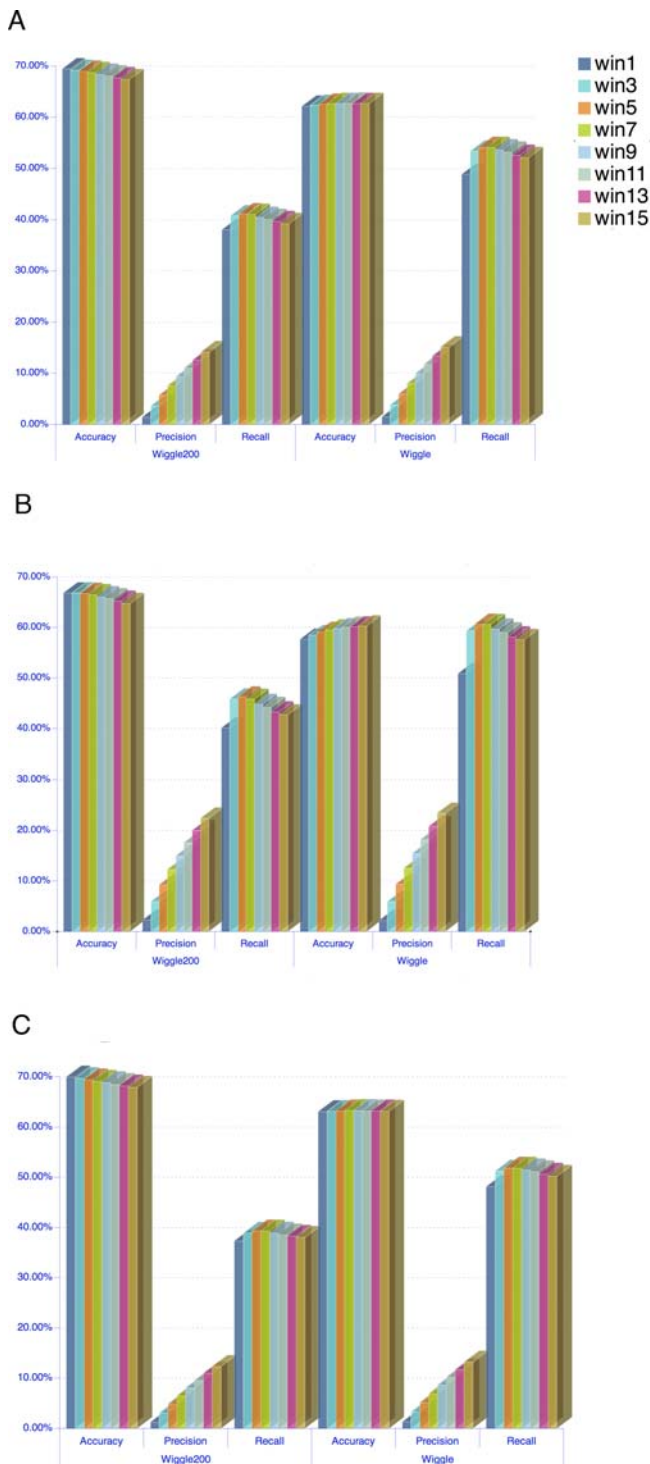 A
70.00%
60.00%
50.00%
40.00%
30.00%
20.00%
10.00%
0.00%
Accuracy Precision Recall Accuracy Precision Recall
Wiggle200 Wiggle
win1
win3
win5
win7
win9
win11
win13
win15
B
70.00%
60.00%
50.00%
40.00%
30.00%
20.00%
10.00%
0.00%
Accuracy Precision Recall Accuracy Precision Recall
Wiggle200 Wiggle
C
70.00%
60.00%
50.00%
40.00%
30.00%
20.00%
10.00%
0.00%
Accuracy Precision Recall Accuracy Precision Recall
Wiggle200 Wiggle